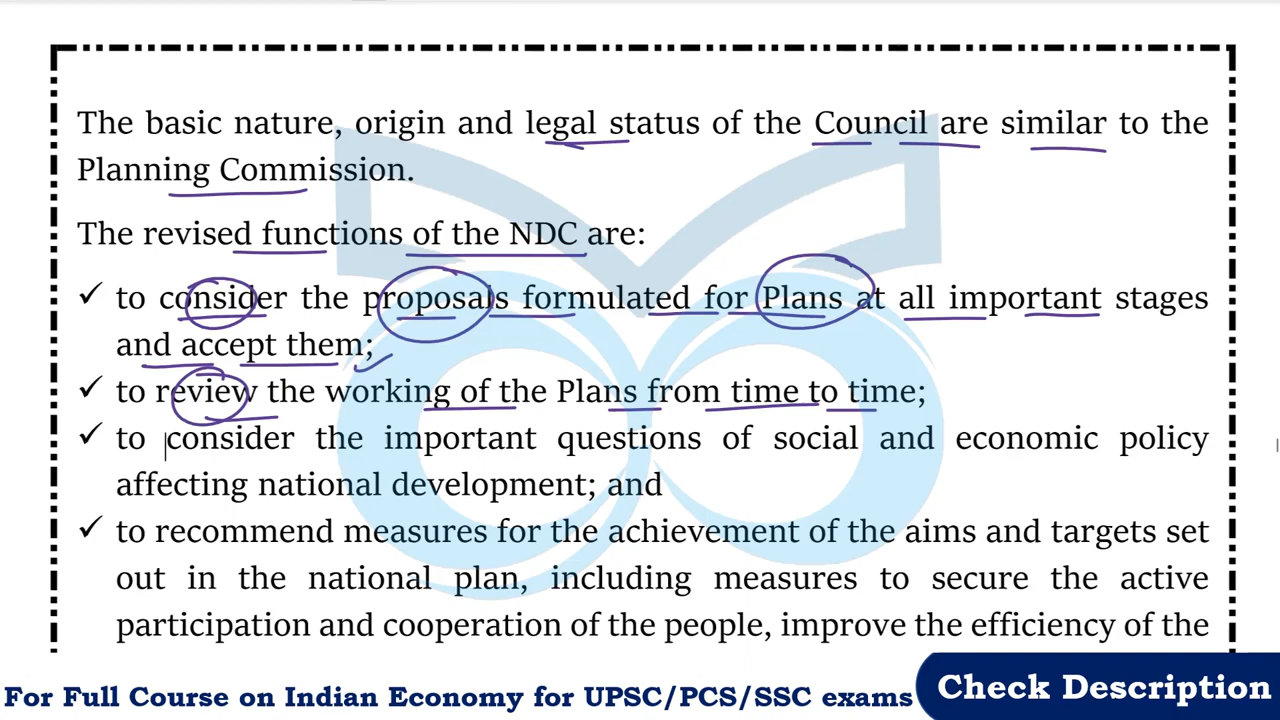 The basic nature, origin and legal status of the Council are similar to the
Planning Commission.
The revised functions of the NDC are:
✓ to consider the proposals formulated for Plans at all important stages
and accept them;
✓ to review the working of the Plans from time to time;
✓ to consider the important questions of social and economic policy
affecting national development; and
✓ to recommend measures for the achievement of the aims and targets set
out in the national plan, including measures to secure the active
participation and cooperation of the people, improve the efficiency of the
For Full Course on Indian Economy for UPSC/PCS/SSC exams
Check Description